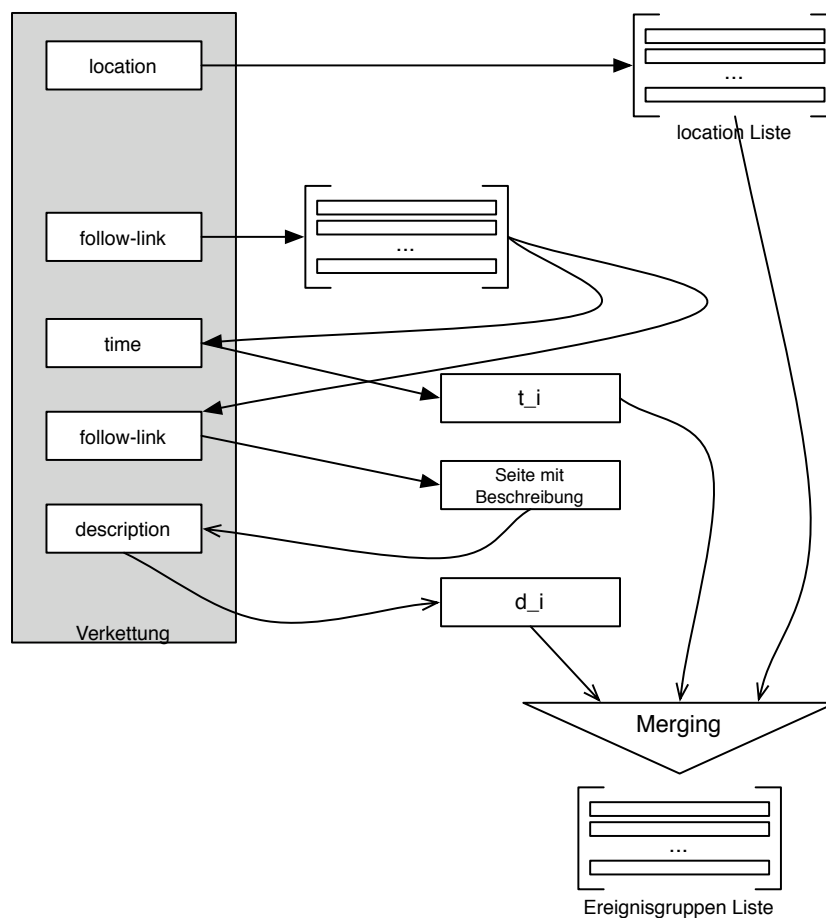 location
...
location Liste
follow-link
...
time
t_i
follow-link
Seite mit
Beschreibung
description
d_i
Verkettung
Merging
...
Ereignisgruppen Liste